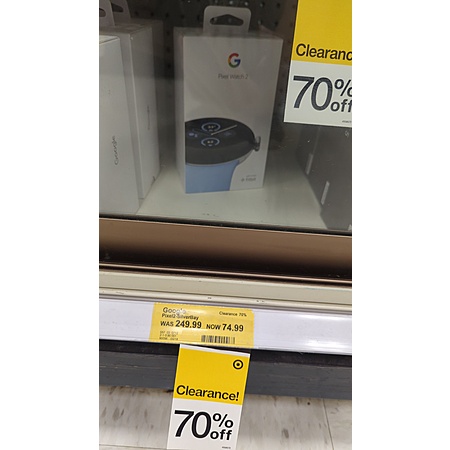 Clearance!
70%
off
G
Pixel Watch 2
Google
Google
Clearance 70%
Pixel2 SilverBay
WAS 249.99 NOW 74.99
Clearance!
70%
off